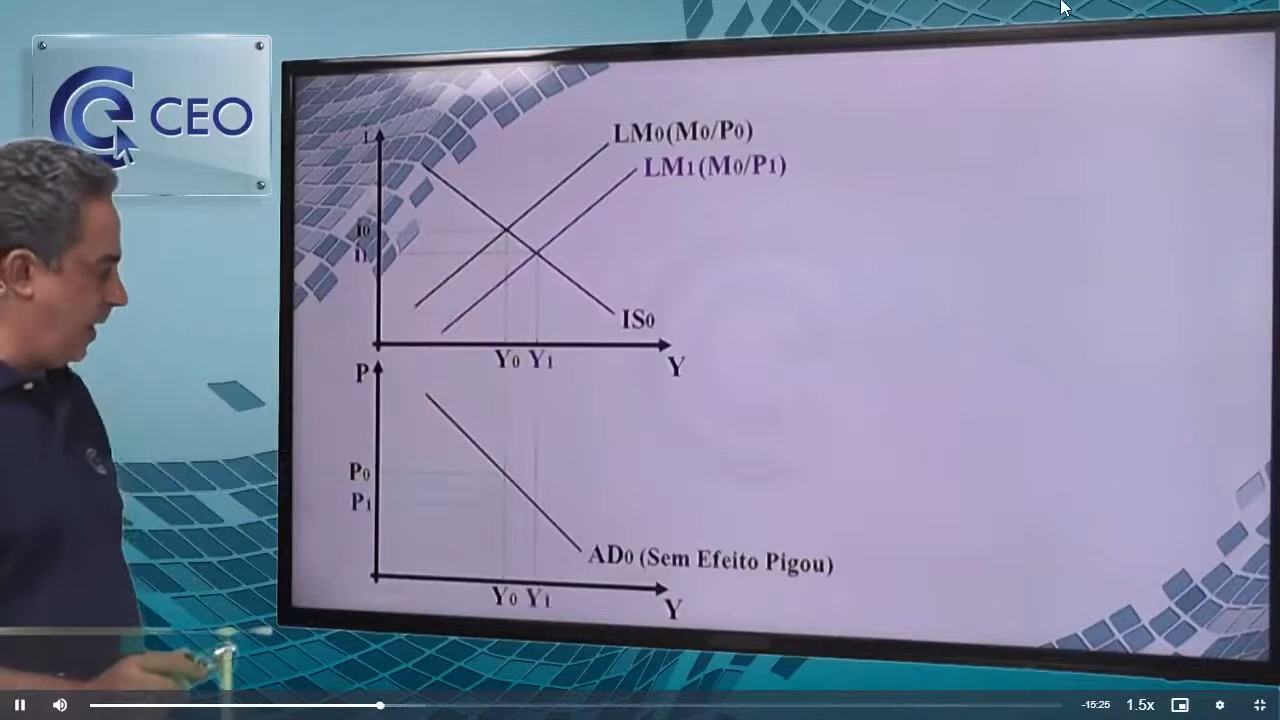 CEO
LM0(M0/P0)
LM1(M0/P1)
i0
i1
IS0
Y0 Y1
Y
P
P0
P1
AD0 (Sem Efeito Pigou)
Y0 Y1
Y
-15:25 1.5x